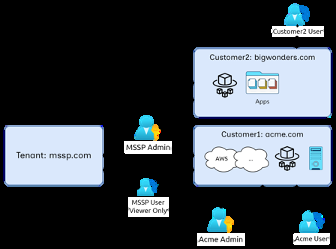 Customer2 User
Customer2: bigwonders.com
Apps
MSSP Admin
Customer1: acme.com
AWS
...
Tenant: mssp.com
MSSP User
"Viewer Only"
Acme Admin
Acme User